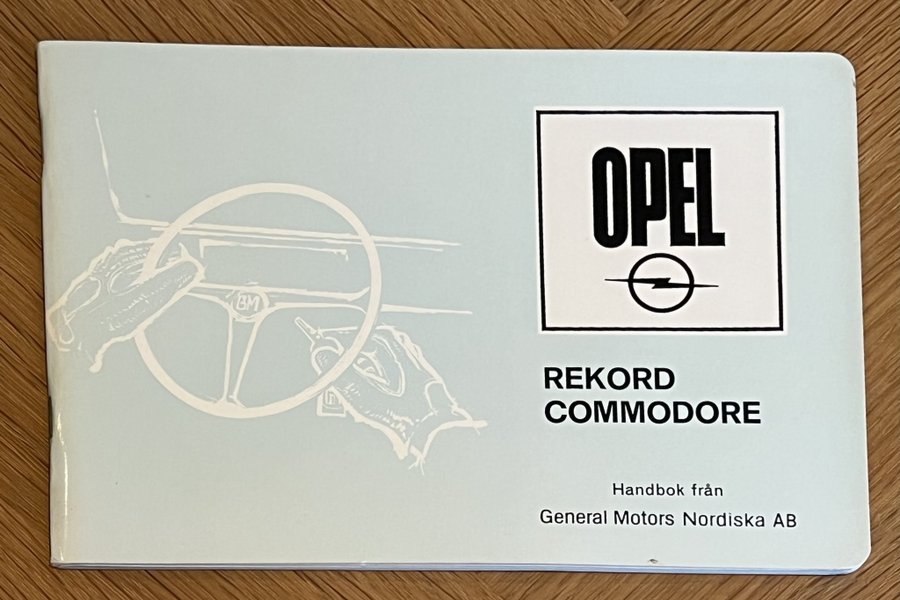 OPEL
REKORD
COMMODORE
Handbok från
General Motors Nordiska AB